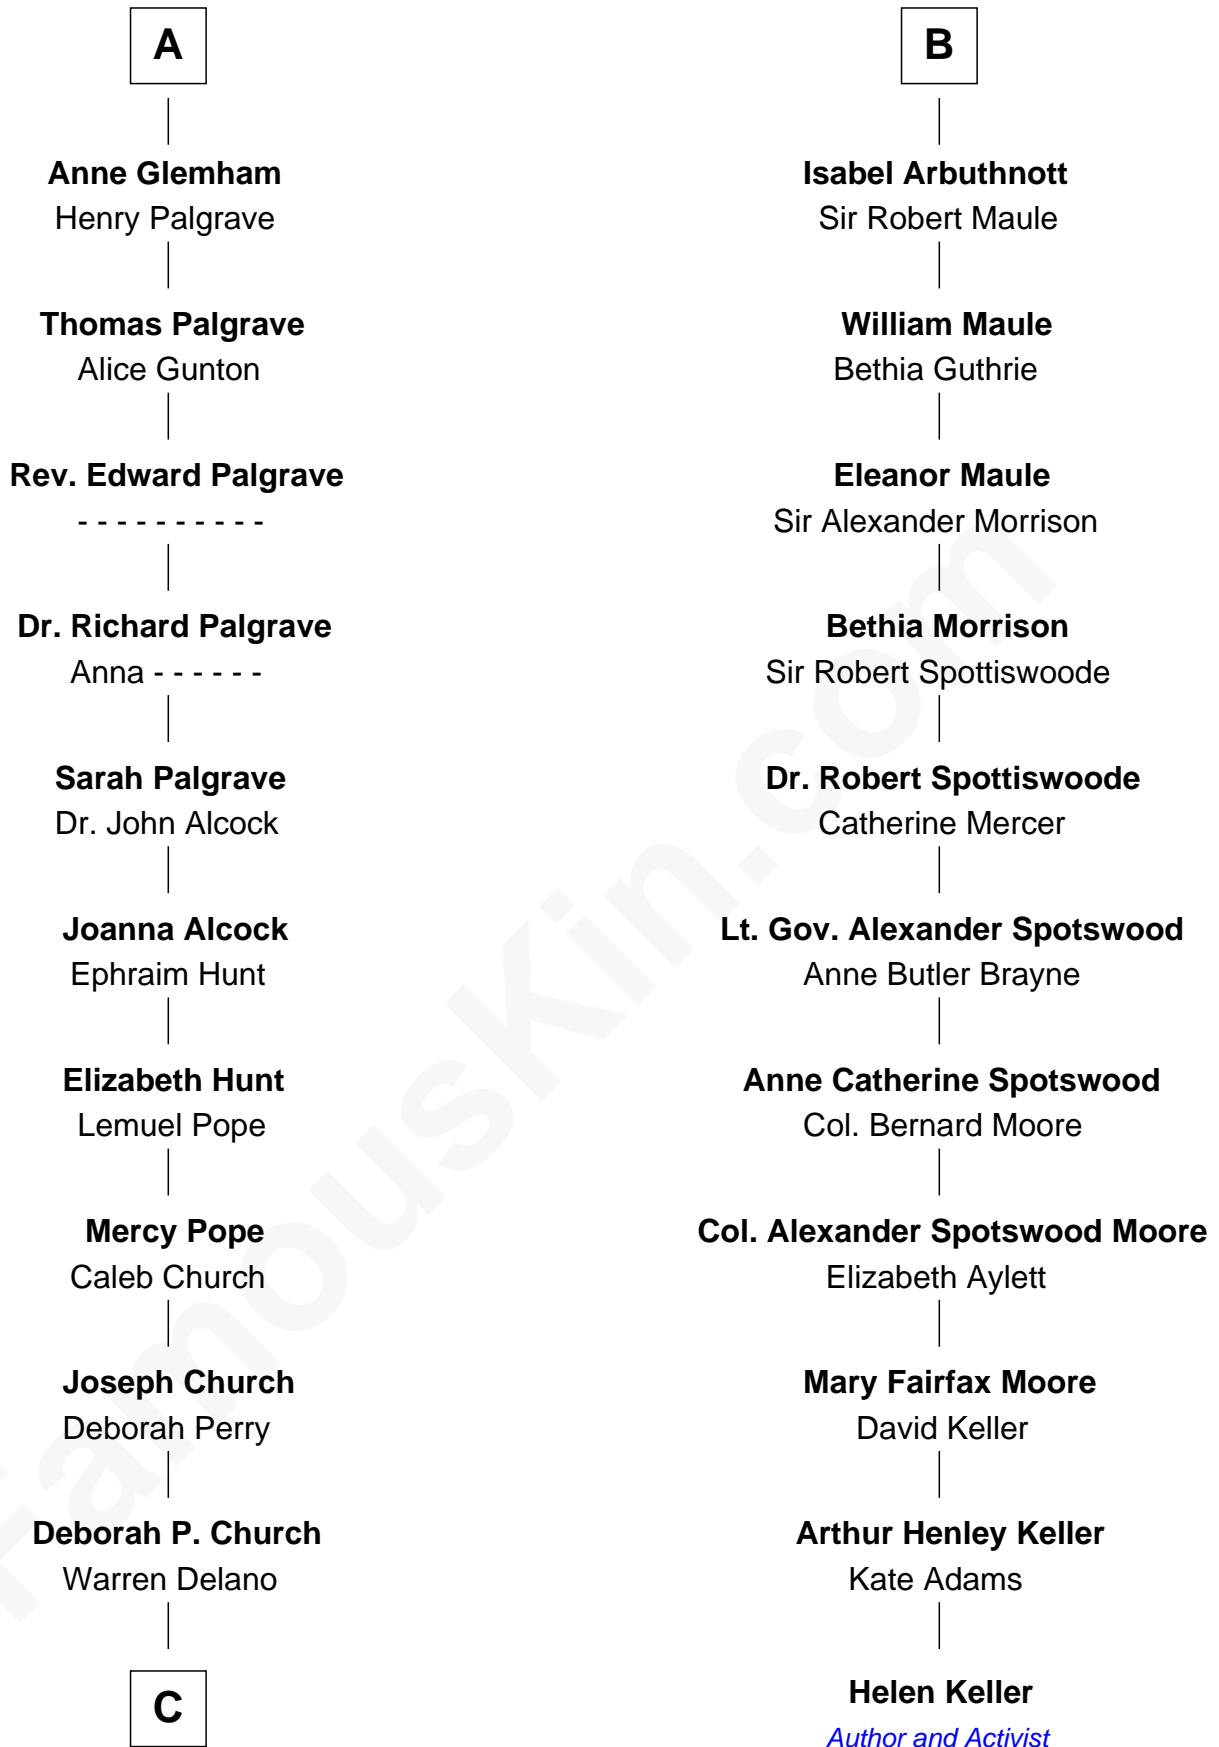 A
Anne Glemham
Henry Palgrave
Thomas Palgrave
Alice Gunton
Rev. Edward Palgrave
- - - - - - - - - -
Dr. Richard Palgrave
Anna - - - - - -
Sarah Palgrave
Dr. John Alcock
Joanna Alcock
Ephraim Hunt
Elizabeth Hunt
Lemuel Pope
Mercy Pope
Caleb Church
Joseph Church
Deborah Perry
Deborah P. Church
Warren Delano
C
B
Isabel Arbuthnott
Sir Robert Maule
William Maule
Bethia Guthrie
Eleanor Maule
Sir Alexander Morrison
Bethia Morrison
Sir Robert Spottiswoode
Dr. Robert Spottiswoode
Catherine Mercer
Lt. Gov. Alexander Spotswood
Anne Butler Brayne
Anne Catherine Spotswood
Col. Bernard Moore
Col. Alexander Spotswood Moore
Elizabeth Aylett
Mary Fairfax Moore
David Keller
Arthur Henley Keller
Kate Adams
Helen Keller
Author and Activist
FamousKin.com